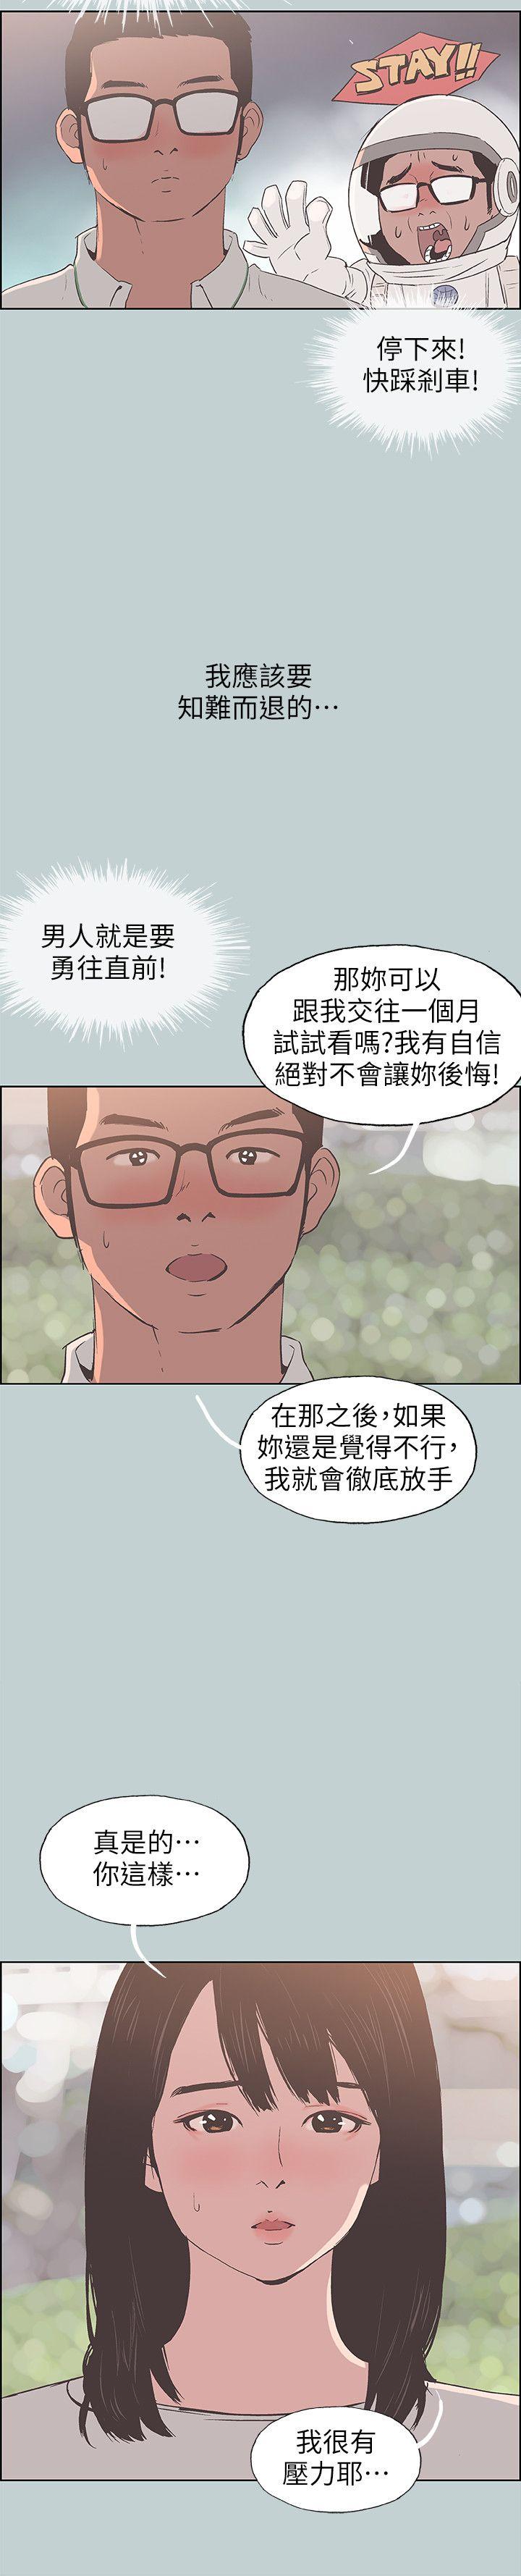 STAY!!
停下來!
快踩剎車!
我應該要
知難而退的…
男人就是要
勇往直前!
那妳可以
跟我交往一個月
試試看嗎?我有自信
絕對不會讓妳後悔!
在那之後,如果
妳還是覺得不行,
我就會徹底放手
真是的…
你這樣…
我很有
壓力耶…